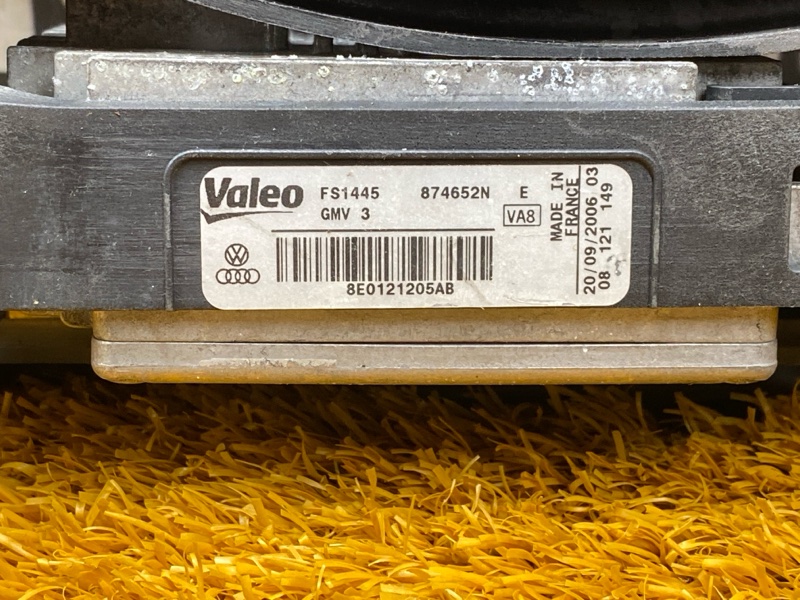 Valeo FS1445 874652N E
GMV 3 VA8
8E0121205AB
MADE IN
FRANCE
20/09/2006 03
08 121 149